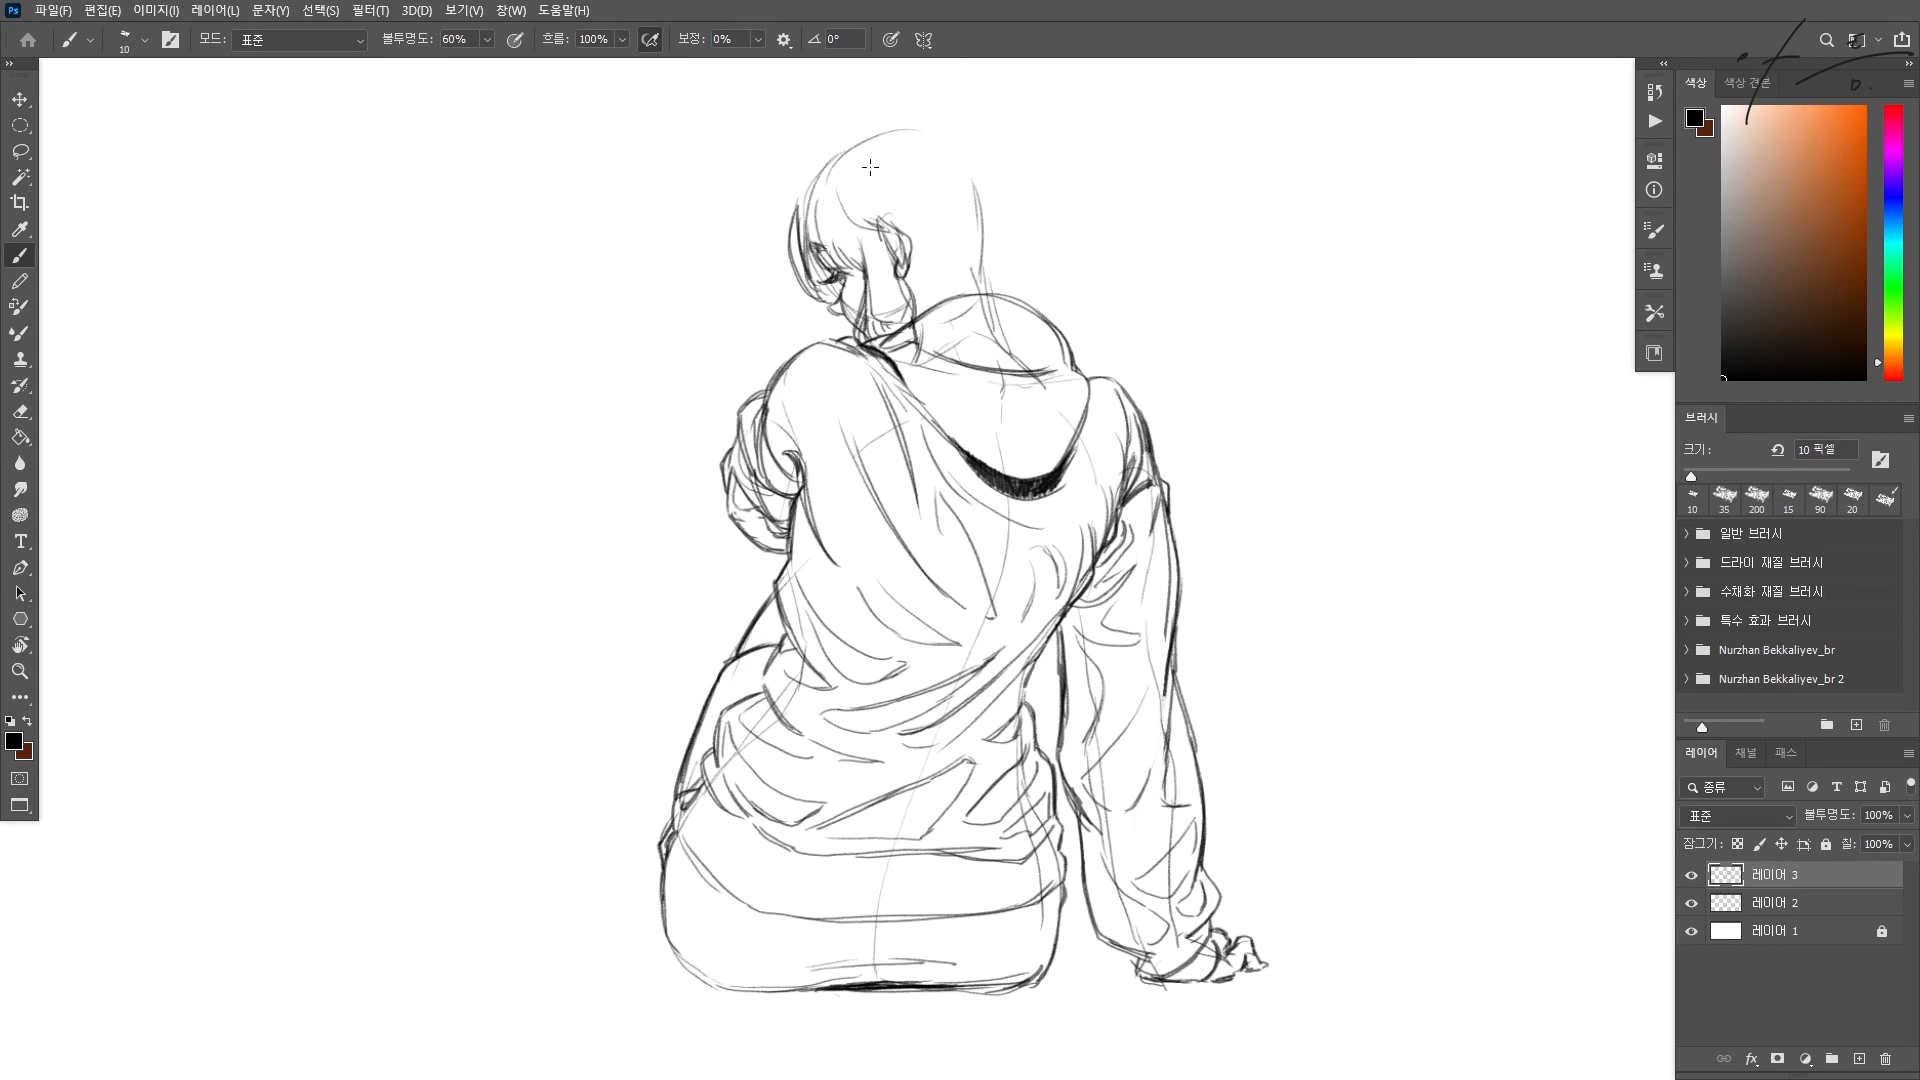 Ps 파일(F) 편집(E) 이미지(I) 레이어(L) 문자(Y) 선택(S) 필터(T) 3D(D) 보기(V) 창(W) 도움말(H)
10 모드: 표준 불투명도: 60% 흐름: 100% 보정: 0% 0°
색상 색상 견본
브러시
크기: 10 픽셀
10 35 200 15 90 20
일반 브러시
드라이 재질 브러시
수채화 재질 브러시
특수 효과 브러시
Nurzhan Bekkaliyev_br
Nurzhan Bekkaliyev_br 2
레이어 채널 패스
종류
표준 불투명도: 100%
잠그기: 칠: 100%
레이어 3
레이어 2
레이어 1
fx